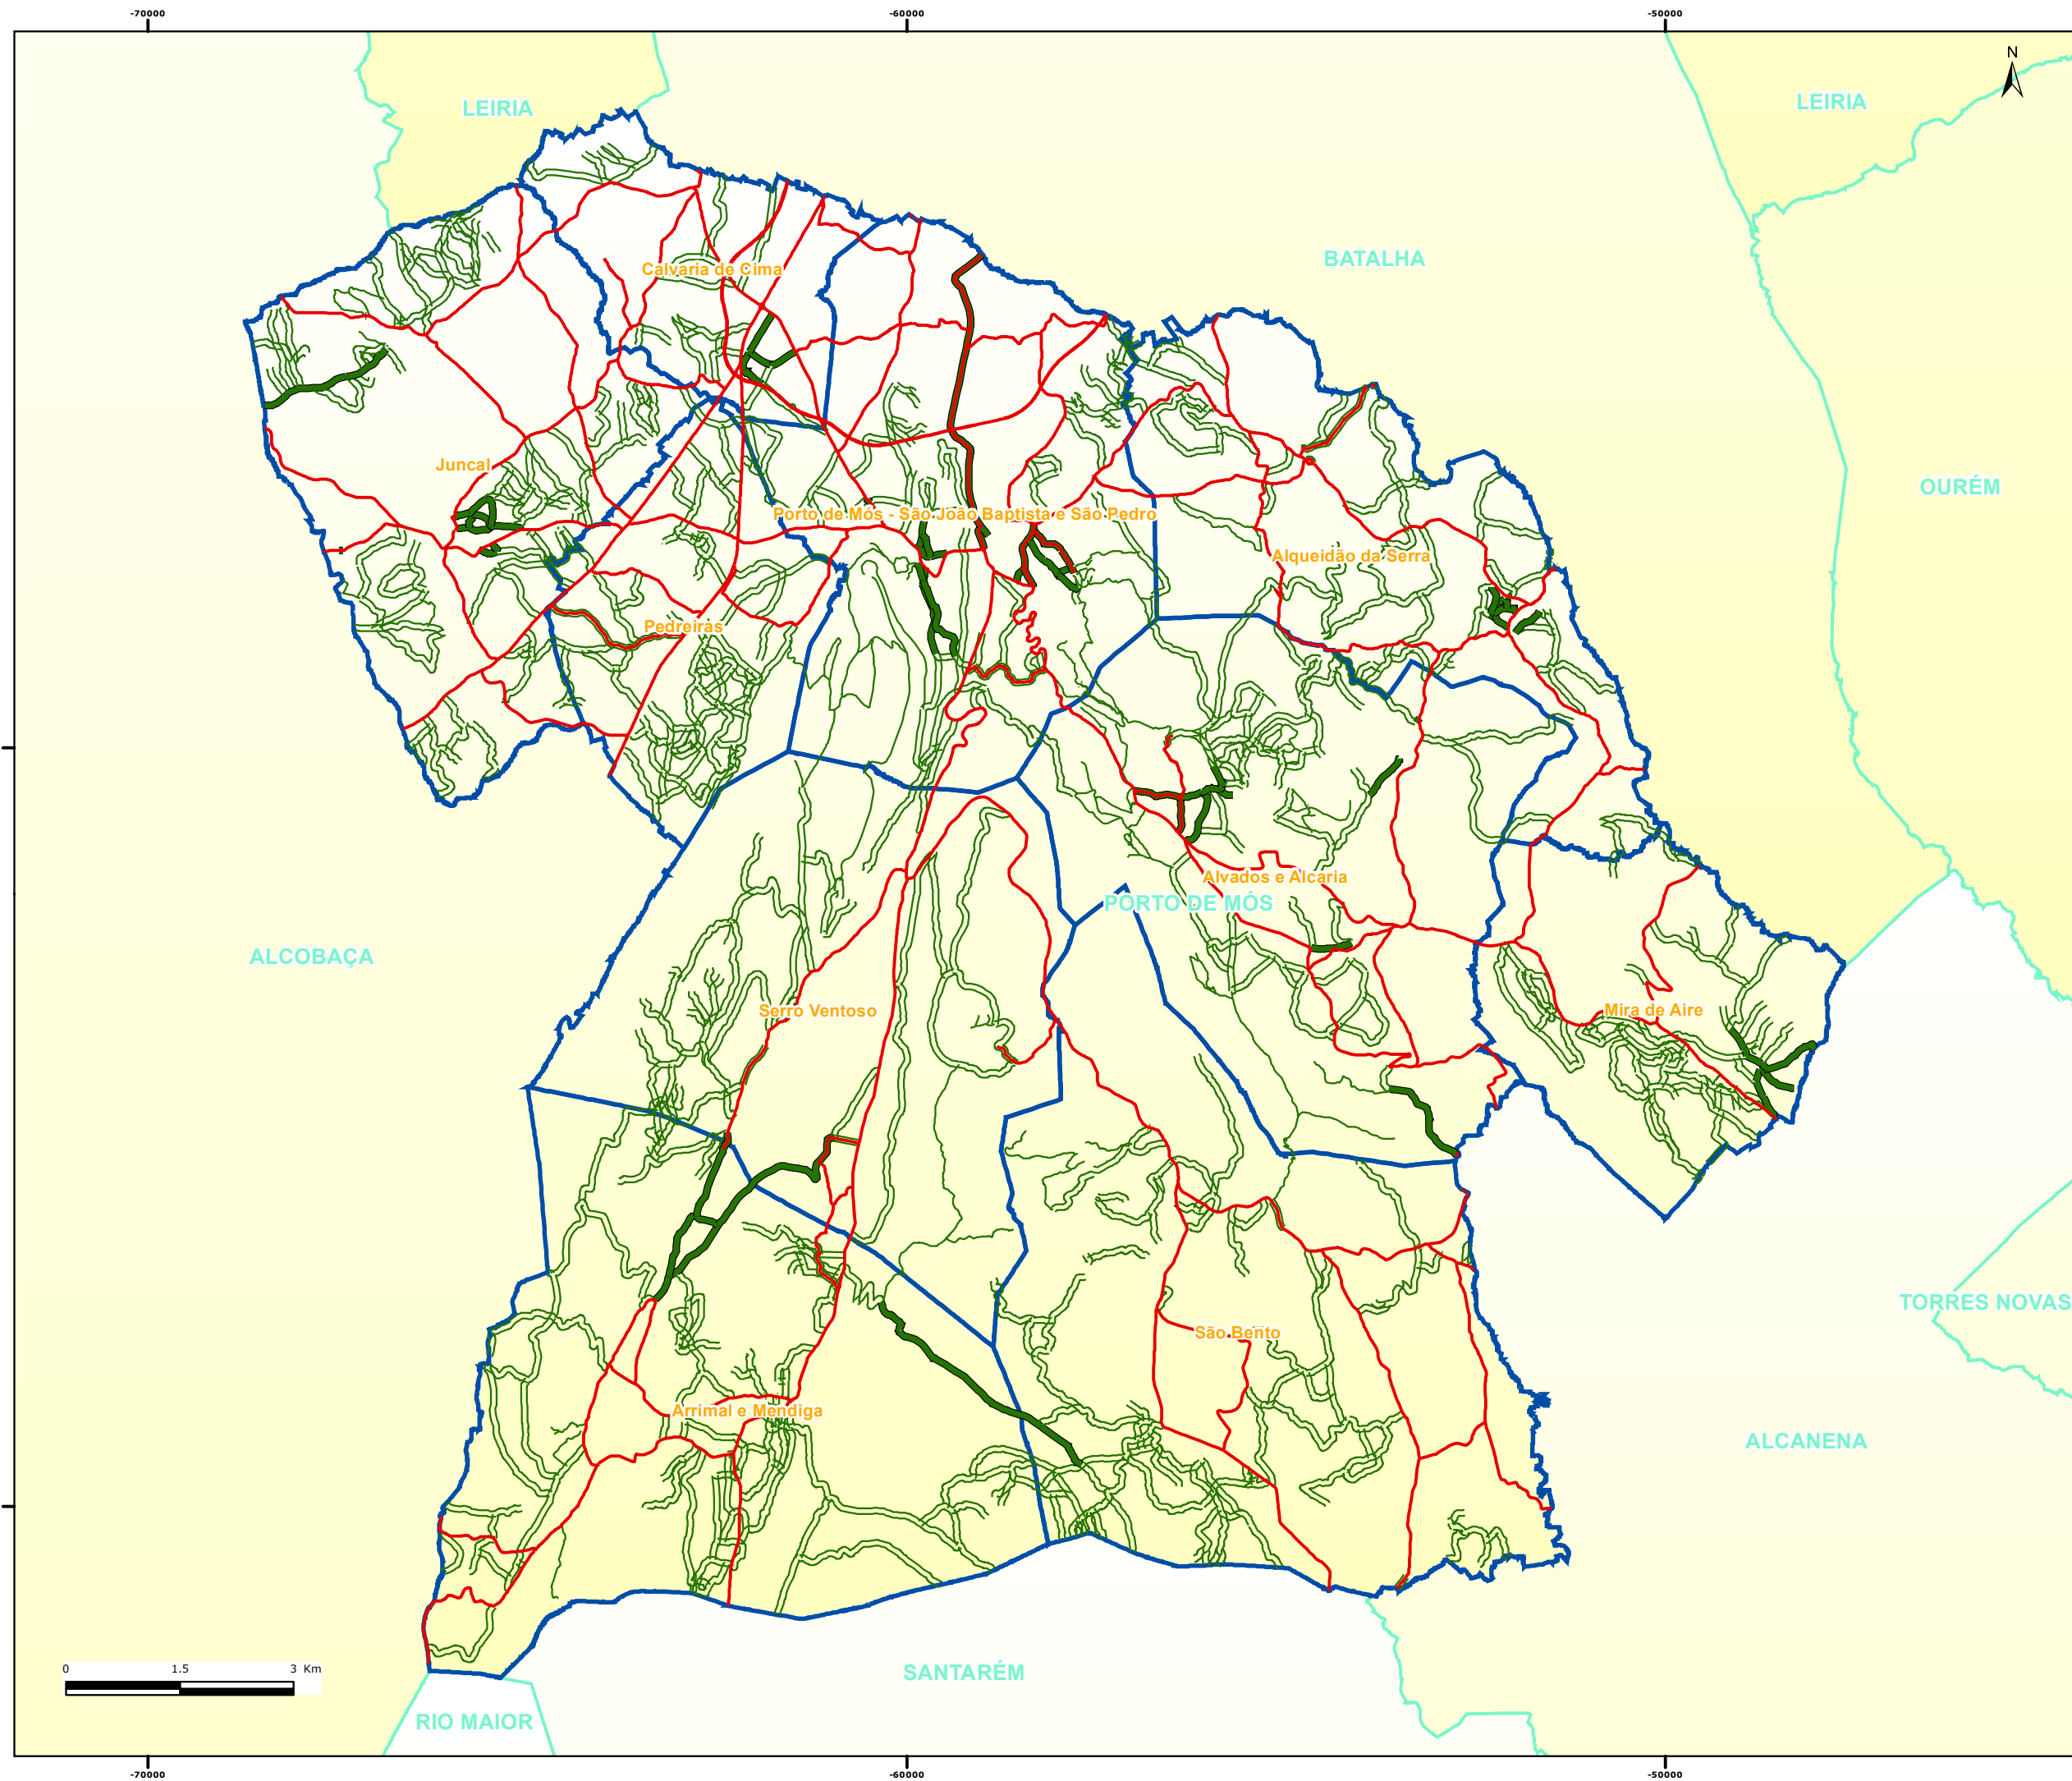 -70000 -60000 -50000
N
LEIRIA
LEIRIA
BATALHA
Calvaria de Cima
Juncal
OURÉM
Porto de Mós - São João Baptista e São Pedro
Alqueidão da Serra
Pedreiras
Alvados e Alcaria
PORTO DE MÓS
ALCOBAÇA
Serro Ventoso
Mira de Aire
TORRES NOVAS
São Bento
Arrimal e Mendiga
ALCANENA
0 1.5 3 Km
SANTARÉM
RIO MAIOR
-70000 -60000 -50000